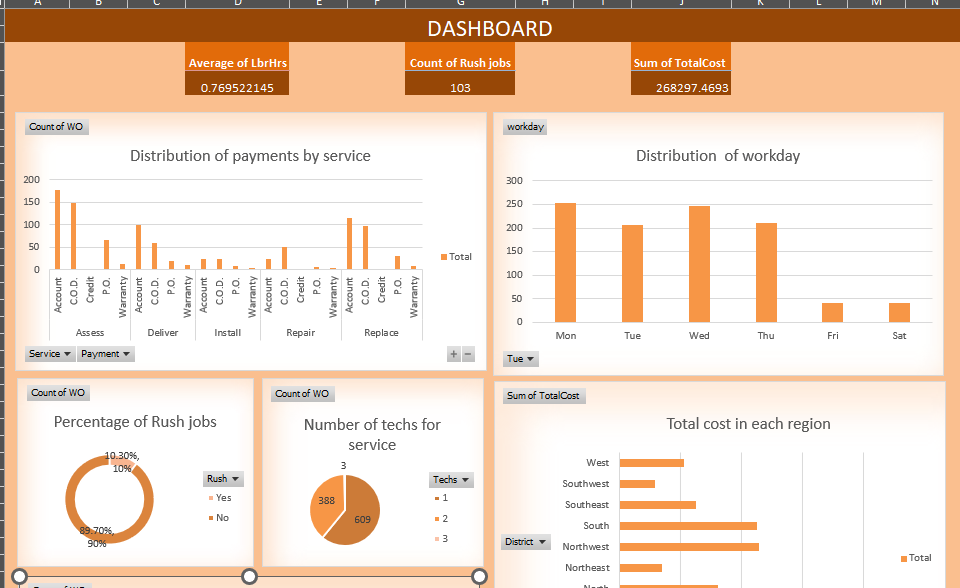 A B C D E F G H I J K L M N
DASHBOARD
Average of LbrHrs
0.769522145
Count of Rush jobs
103
Sum of TotalCost
268297.4693
Count of WO
Distribution of payments by service
200
150
100
50
0
Account
C.O.D.
Credit
P.O.
Warranty
Account
C.O.D.
P.O.
Warranty
Account
C.O.D.
P.O.
Warranty
Account
C.O.D.
Credit
P.O.
Warranty
Account
C.O.D.
Credit
P.O.
Warranty
Assess Deliver Install Repair Replace
Total
Service Payment
+ −
workday
Distribution of workday
300
250
200
150
100
50
0
Mon Tue Wed Thu Fri Sat
Tue
Count of WO
Percentage of Rush jobs
10.30%,
10%
89.70%,
90%
Rush
Yes
No
Count of WO
Number of techs for
service
3
388
609
Techs
1
2
3
Sum of TotalCost
Total cost in each region
West
Southwest
Southeast
South
Northwest
Northeast
North
District
Total